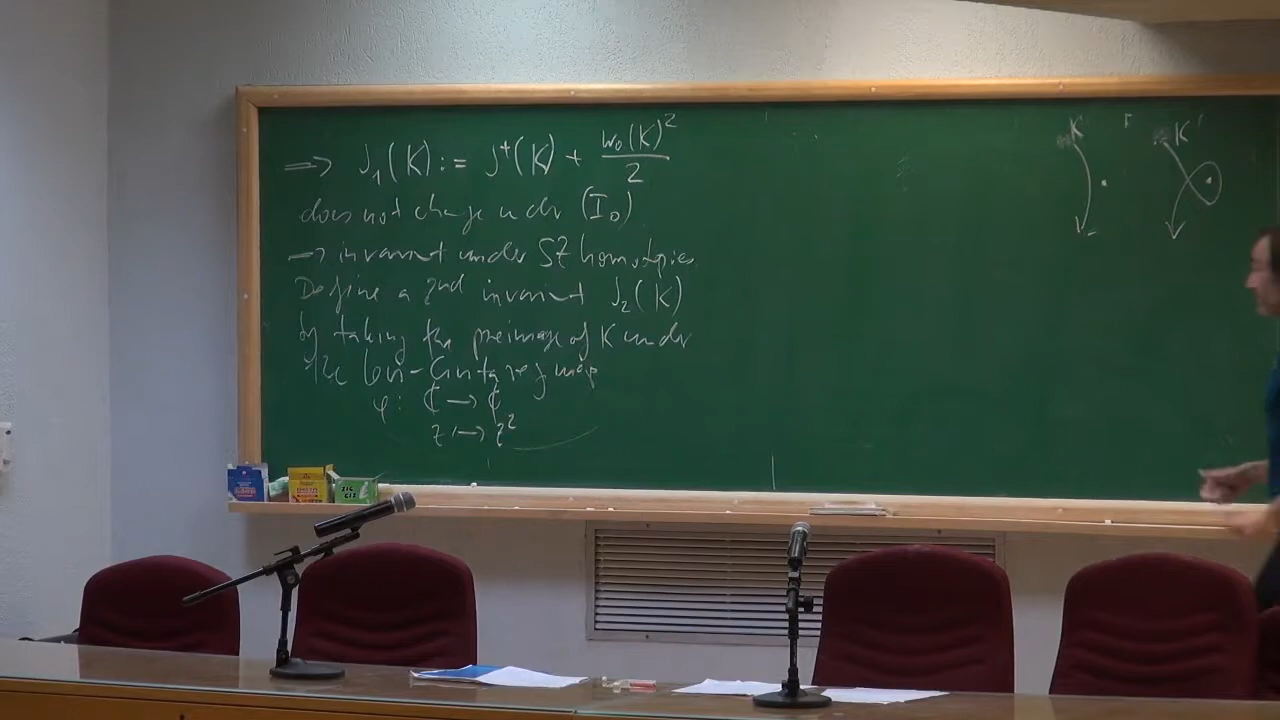 ⇒ J₁(K) := J⁺(K) + w₀(K)²/2
does not change under (I₀)
→ invariant under SZ homotopies.
Define a 2nd invariant J₂(K)
by taking the preimage of K under
the Levi-Civita map
φ: ℂ → ℂ
z ↦ z²
K K'